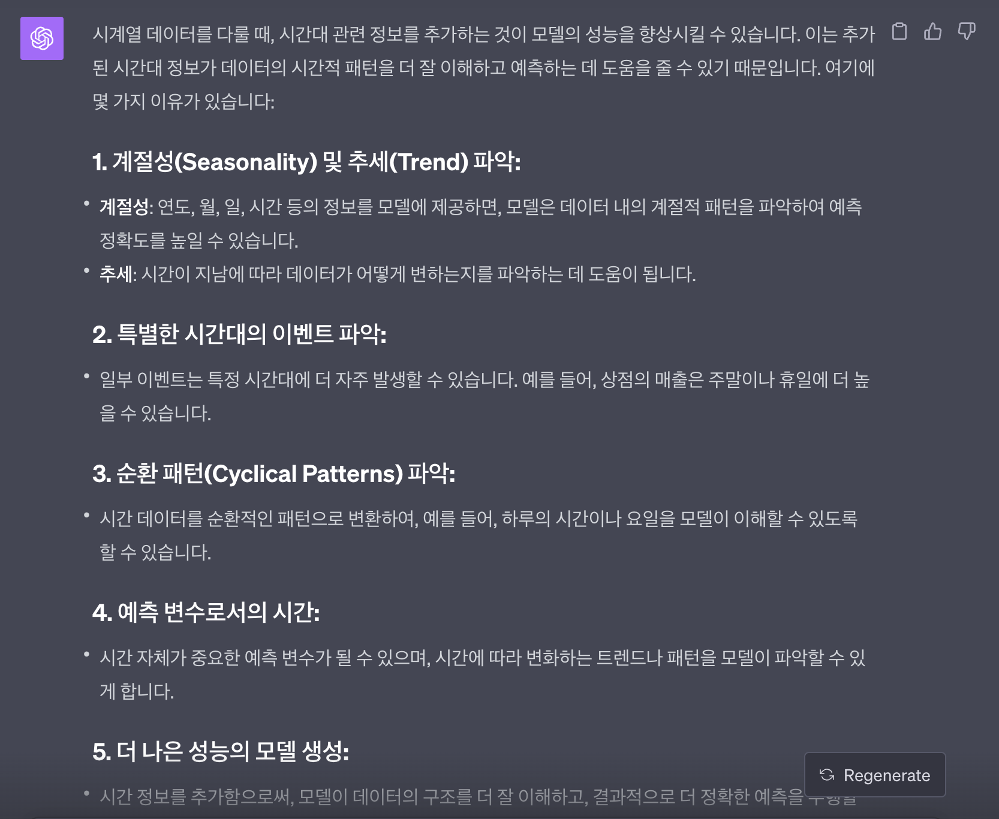 시계열 데이터를 다룰 때, 시간대 관련 정보를 추가하는 것이 모델의 성능을 향상시킬 수 있습니다. 이는 추가
된 시간대 정보가 데이터의 시간적 패턴을 더 잘 이해하고 예측하는 데 도움을 줄 수 있기 때문입니다. 여기에
몇 가지 이유가 있습니다:
1. 계절성(Seasonality) 및 추세(Trend) 파악:
• 계절성: 연도, 월, 일, 시간 등의 정보를 모델에 제공하면, 모델은 데이터 내의 계절적 패턴을 파악하여 예측
정확도를 높일 수 있습니다.
• 추세: 시간이 지남에 따라 데이터가 어떻게 변하는지를 파악하는 데 도움이 됩니다.
2. 특별한 시간대의 이벤트 파악:
• 일부 이벤트는 특정 시간대에 더 자주 발생할 수 있습니다. 예를 들어, 상점의 매출은 주말이나 휴일에 더 높
을 수 있습니다.
3. 순환 패턴(Cyclical Patterns) 파악:
• 시간 데이터를 순환적인 패턴으로 변환하여, 예를 들어, 하루의 시간이나 요일을 모델이 이해할 수 있도록
할 수 있습니다.
4. 예측 변수로서의 시간:
• 시간 자체가 중요한 예측 변수가 될 수 있으며, 시간에 따라 변화하는 트렌드나 패턴을 모델이 파악할 수 있
게 합니다.
5. 더 나은 성능의 모델 생성:
• 시간 정보를 추가함으로써, 모델이 데이터의 구조를 더 잘 이해하고, 결과적으로 더 정확한 예측을
Regenerate